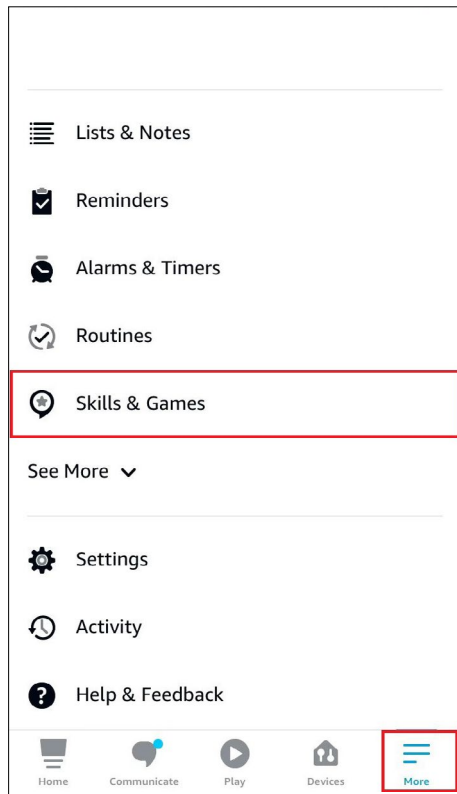 Lists & Notes
Reminders
Alarms & Timers
Routines
Skills & Games
See More
Settings
Activity
Help & Feedback
Home Communicate Play Devices More